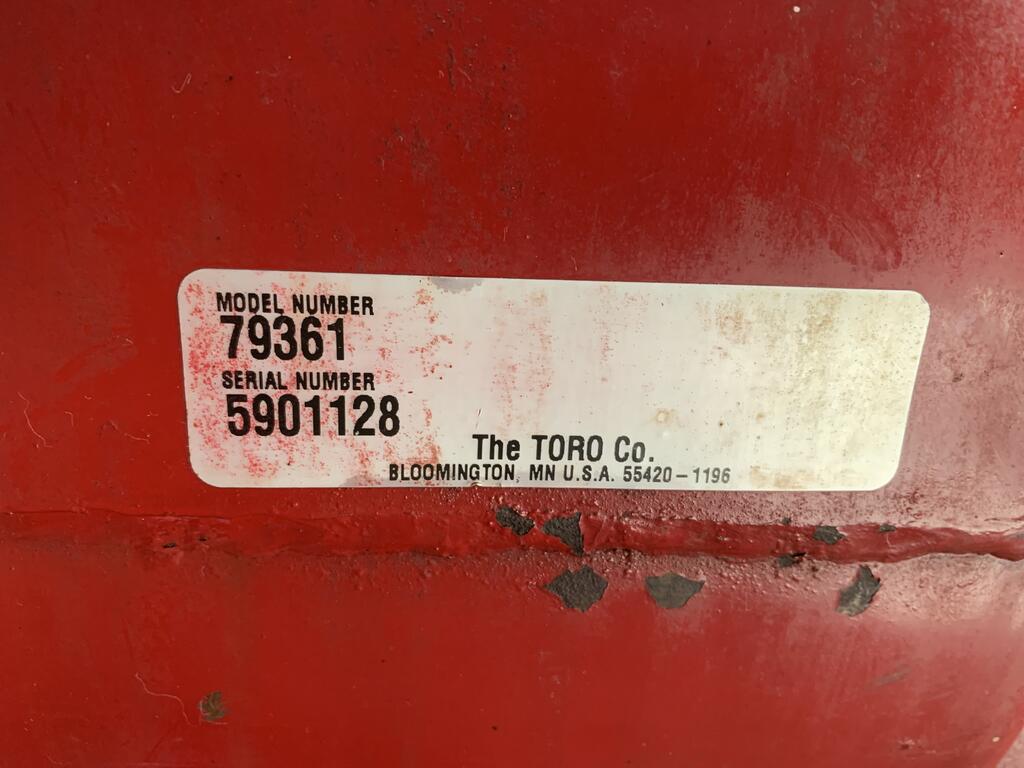 MODEL NUMBER
79361
SERIAL NUMBER
5901128
The TORO Co.
BLOOMINGTON, MN U.S.A. 55420-1196